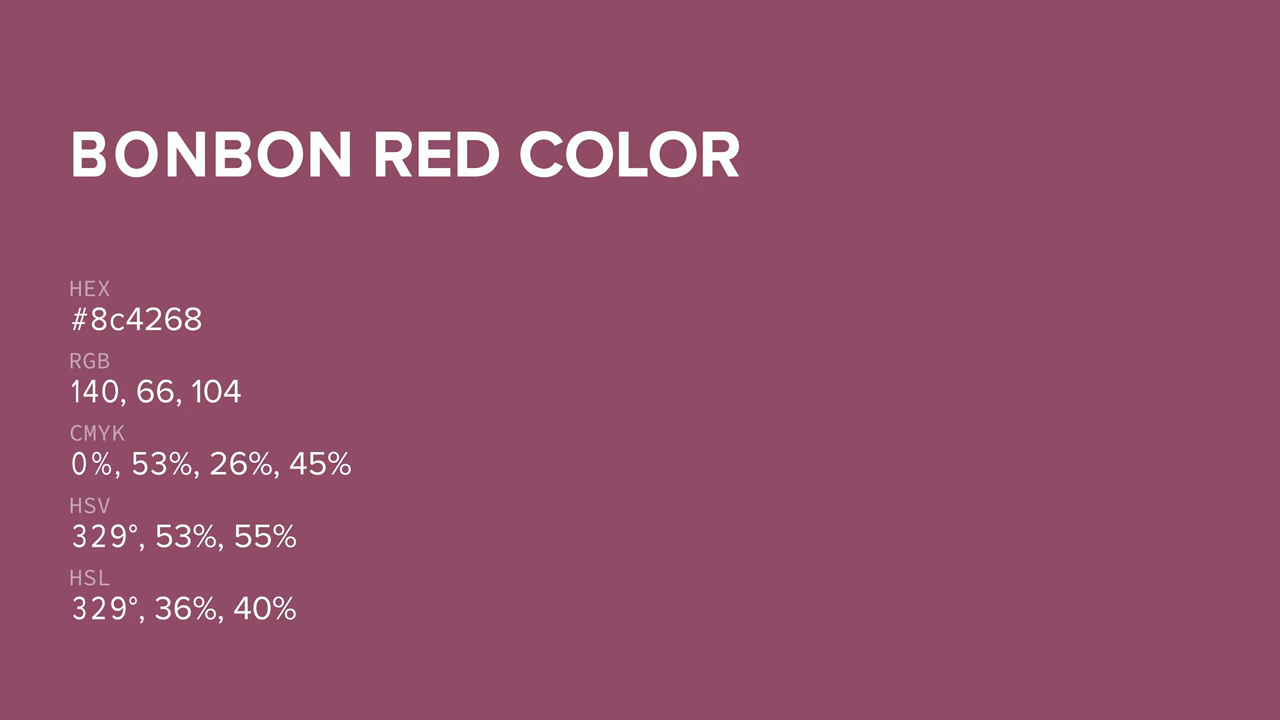 BONBON RED COLOR
HEX
#8c4268
RGB
140, 66, 104
CMYK
0%, 53%, 26%, 45%
HSV
329°, 53%, 55%
HSL
329°, 36%, 40%